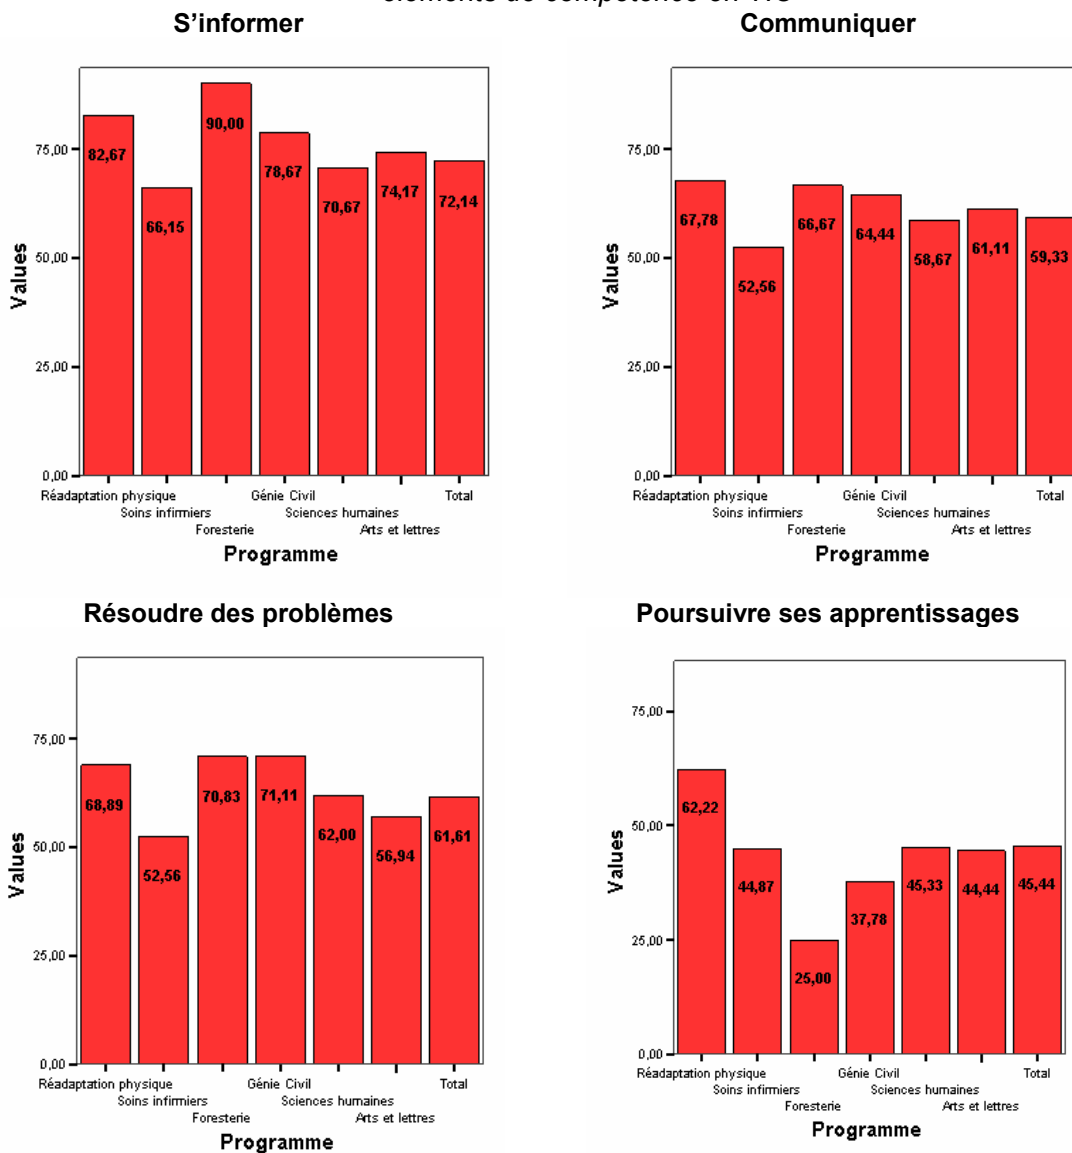 S'informer
Communiquer
75,00
50,00
25,00
0,00
Values
82,67
66,15
90,00
78,67
70,67
74,17
72,14
Réadaptation physique
Génie Civil
Total
Soins infirmiers
Sciences humaines
Foresterie
Arts et lettres
Programme
75,00
50,00
25,00
0,00
Values
67,78
52,56
66,67
64,44
58,67
61,11
59,33
Réadaptation physique
Génie Civil
Total
Soins infirmiers
Sciences humaines
Foresterie
Arts et lettres
Programme
Résoudre des problèmes
Poursuivre ses apprentissages
75,00
50,00
25,00
0,00
Values
68,89
52,56
70,83
71,11
62,00
56,94
61,61
Réadaptation physique
Génie Civil
Total
Soins infirmiers
Sciences humaines
Foresterie
Arts et lettres
Programme
75,00
50,00
25,00
0,00
Values
62,22
44,87
25,00
37,78
45,33
44,44
45,44
Réadaptation physique
Génie Civil
Total
Soins infirmiers
Sciences humaines
Foresterie
Arts et lettres
Programme